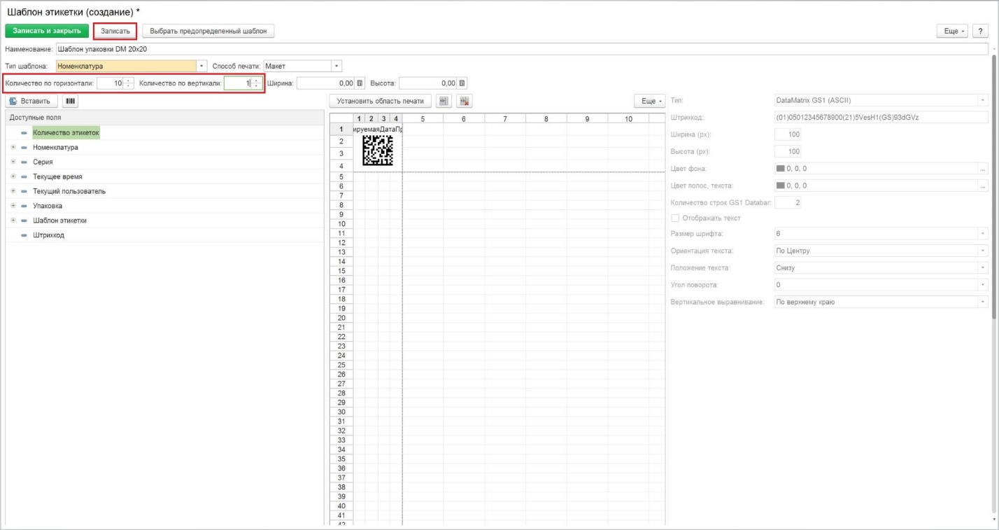 Шаблон этикетки (создание) *
Записать и закрыть Записать Выбрать предопределенный шаблон Еще ?
Наименование: Шаблон упаковки DM 20x20
Тип шаблона: Номенклатура Способ печати: Макет
Количество по горизонтали: 10 Количество по вертикали: 1 Ширина: 0,00 Высота: 0,00
Вставить Установить область печати Еще Тип: DataMatrix GS1 (ASCII)
Доступные поля
Количество этикеток
Номенклатура
Серия
Текущее время
Текущий пользователь
Упаковка
Шаблон этикетки
Штрихкод
1 2 3 4 5 6 7 8 9 10
1 ируемаяДатаПр
2
3
4
5
6
7
8
9
10
11
12
13
14
15
16
17
18
19
20
21
22
23
24
25
26
27
28
29
30
31
32
33
34
35
36
37
38
39
40
41
42
Штрихкод: (01)05012345678900(21)5VesH1(GS)93dGVz
Ширина (px): 100
Высота (px): 100
Цвет фона: 0, 0, 0 ...
Цвет полос, текста: 0, 0, 0 ...
Количество строк GS1 Databar: 2
Отображать текст
Размер шрифта: 6
Ориентация текста: По Центру
Положение текста: Снизу
Угол поворота: 0
Вертикальное выравнивание: По верхнему краю